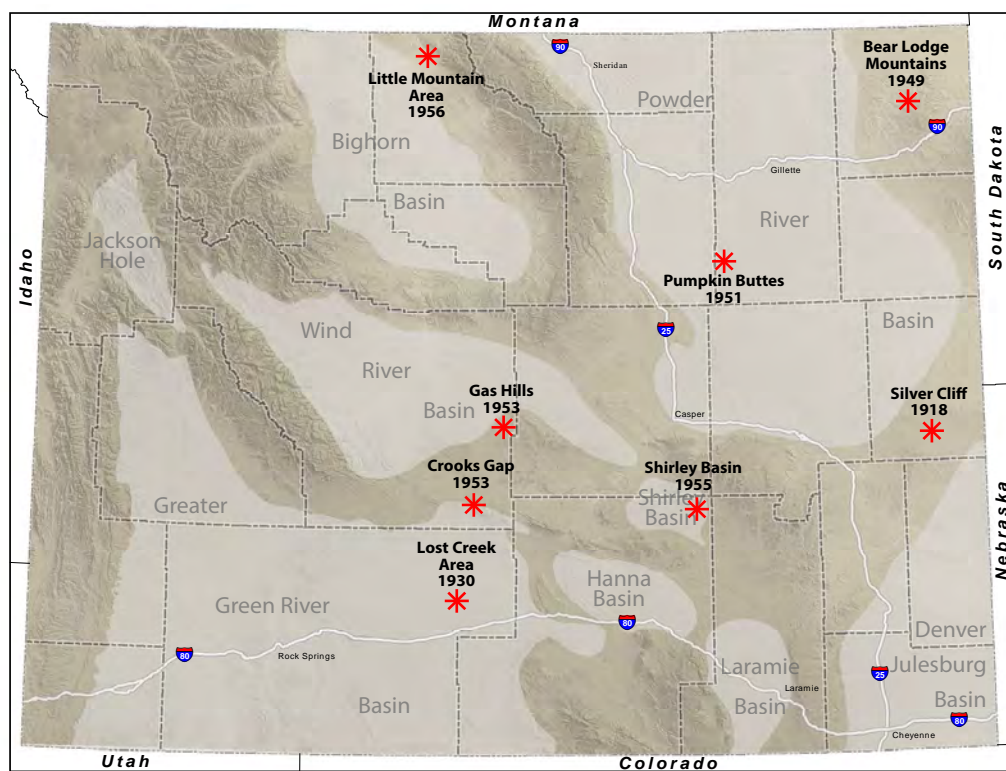 Montana
90
Sheridan
Bear Lodge
Mountains
1949
Little Mountain
Area
1956
Powder
90
Bighorn
Gillette
Basin
River
South Dakota
Jackson
Hole
Idaho
Pumpkin Buttes
1951
Wind
25
Basin
River
Gas Hills
1953
Basin
Silver Cliff
1918
Casper
Crooks Gap
1953
Shirley Basin
1955
Shirley
Basin
Greater
Nebraska
Lost Creek
Area
1930
Hanna
Basin
Green River
80
Denver
80
Rock Springs
Laramie
Julesburg
25
Laramie
Basin
Basin
Basin
80
Cheyenne
Utah
Colorado